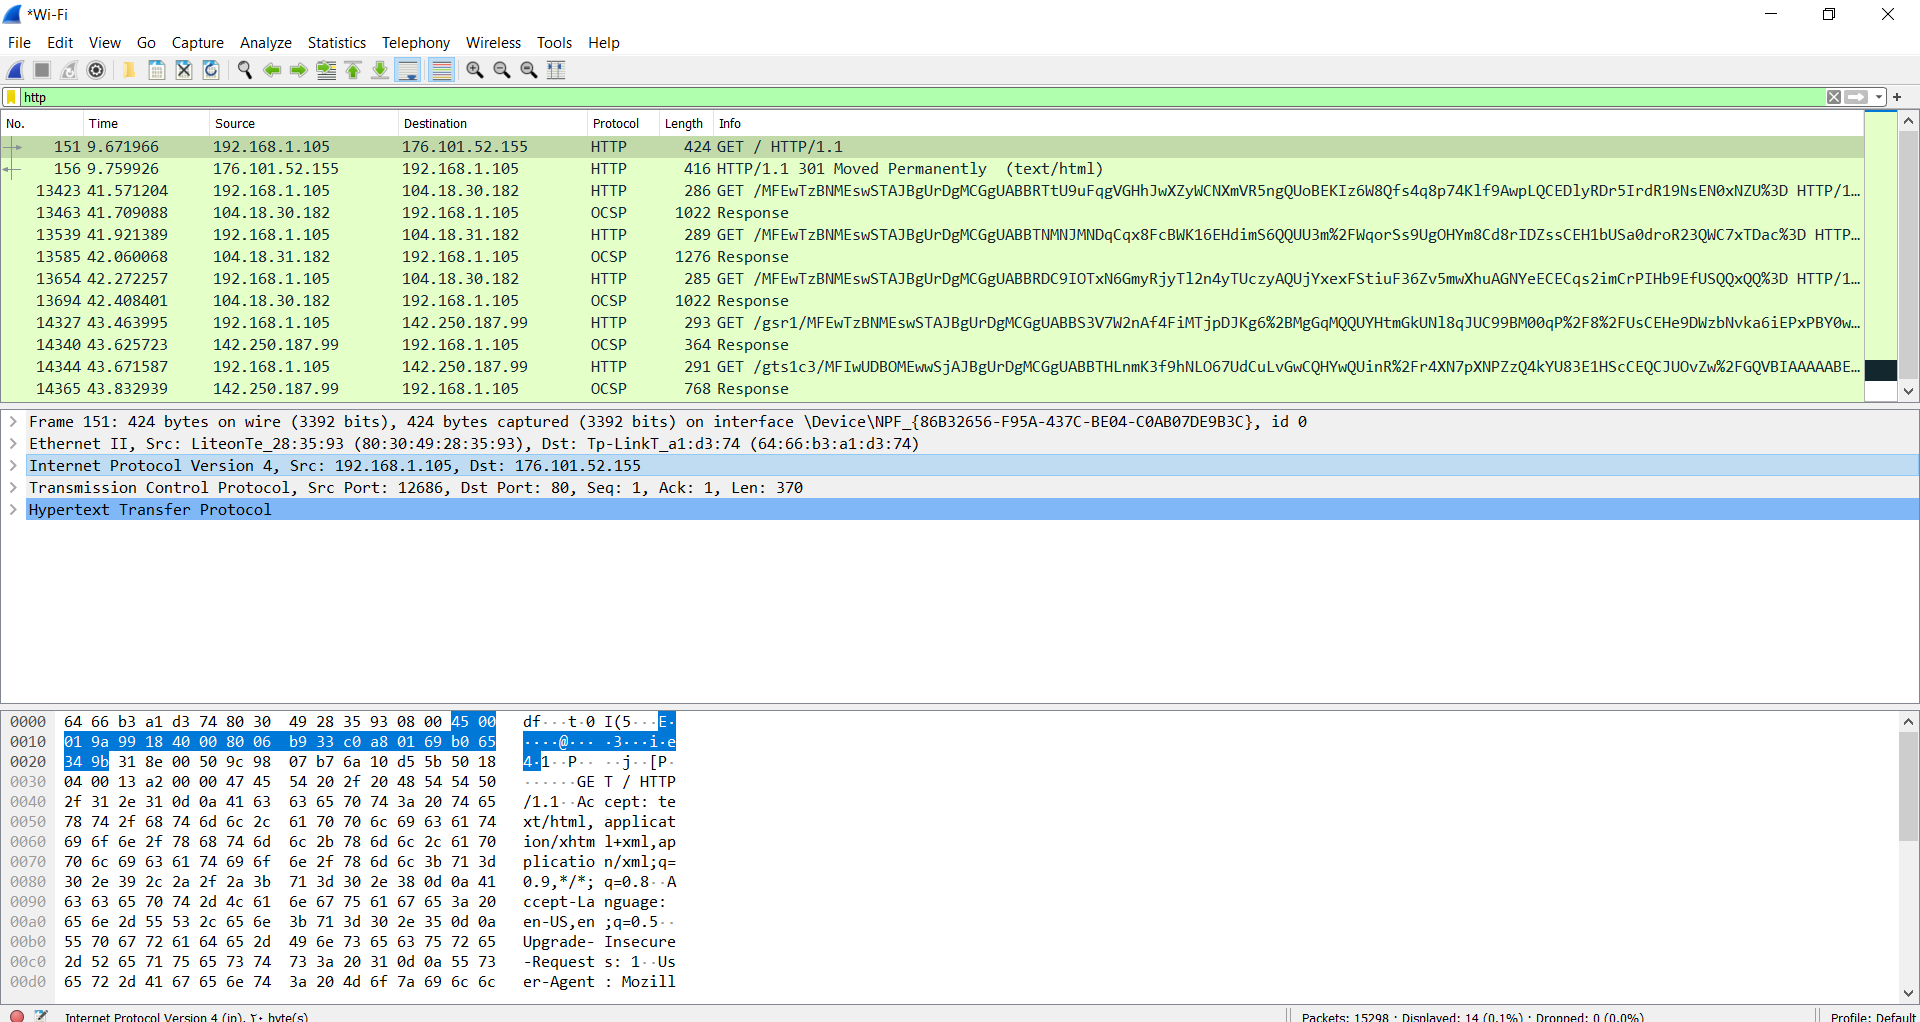 *Wi-Fi
File Edit View Go Capture Analyze Statistics Telephony Wireless Tools Help
http
No. Time Source Destination Protocol Length Info
151 9.671966 192.168.1.105 176.101.52.155 HTTP 424 GET / HTTP/1.1
156 9.759926 176.101.52.155 192.168.1.105 HTTP 416 HTTP/1.1 301 Moved Permanently (text/html)
13423 41.571204 192.168.1.105 104.18.30.182 HTTP 286 GET /MFEwTzBNMEswSTAJBgUrDgMCGgUABBRTtU9uFqgVGHhJwXZyWCNXmVR5ngQUoBEKIz6W8Qfs4q8p74Klf9AwpLQCEDlyRDr5IrdR19NsEN0xNZU%3D HTTP/1…
13463 41.709088 104.18.30.182 192.168.1.105 OCSP 1022 Response
13539 41.921389 192.168.1.105 104.18.31.182 HTTP 289 GET /MFEwTzBNMEswSTAJBgUrDgMCGgUABBTNMNJMNDqCqx8FcBWK16EHdimS6QQUU3m%2FWqorSs9UgOHYm8Cd8rIDZssCEH1bUSa0droR23QWC7xTDac%3D HTTP…
13585 42.060068 104.18.31.182 192.168.1.105 OCSP 1276 Response
13654 42.272257 192.168.1.105 104.18.30.182 HTTP 285 GET /MFEwTzBNMEswSTAJBgUrDgMCGgUABBRDC9IOTxN6GmyRjyTl2n4yTUczyAQUjYxexFStiuF36Zv5mwXhuAGNYeECECqs2imCrPIHb9EfUSQQxQQ%3D HTTP/1…
13694 42.408401 104.18.30.182 192.168.1.105 OCSP 1022 Response
14327 43.463995 192.168.1.105 142.250.187.99 HTTP 293 GET /gsr1/MFEwTzBNMEswSTAJBgUrDgMCGgUABBS3V7W2nAf4FiMTjpDJKg6%2BMgGqMQQUYHtmGkUNl8qJUC99BM00qP%2F8%2FUsCEHe9DWzbNvka6iEPxPBY0w…
14340 43.625723 142.250.187.99 192.168.1.105 OCSP 364 Response
14344 43.671587 192.168.1.105 142.250.187.99 HTTP 291 GET /gts1c3/MFIwUDBOMEwwSjAJBgUrDgMCGgUABBTHLnmK3f9hNLO67UdCuLvGwCQHYwQUinR%2Fr4XN7pXNPZzQ4kYU83E1HScCEQCJUOvZw%2FGQVBIAAAAABE…
14365 43.832939 142.250.187.99 192.168.1.105 OCSP 768 Response
Frame 151: 424 bytes on wire (3392 bits), 424 bytes captured (3392 bits) on interface \Device\NPF_{86B32656-F95A-437C-BE04-C0AB07DE9B3C}, id 0
Ethernet II, Src: LiteonTe_28:35:93 (80:30:49:28:35:93), Dst: Tp-LinkT_a1:d3:74 (64:66:b3:a1:d3:74)
Internet Protocol Version 4, Src: 192.168.1.105, Dst: 176.101.52.155
Transmission Control Protocol, Src Port: 12686, Dst Port: 80, Seq: 1, Ack: 1, Len: 370
Hypertext Transfer Protocol
0000 64 66 b3 a1 d3 74 80 30 49 28 35 93 08 00 45 00 df···t·0 I(5···E·
0010 01 9a 99 18 40 00 80 06 b9 33 c0 a8 01 69 b0 65 ····@··· ·3···i·e
0020 34 9b 31 8e 00 50 9c 98 07 b7 6a 10 d5 5b 50 18 4·1··P·· ··j··[P·
0030 04 00 13 a2 00 00 47 45 54 20 2f 20 48 54 54 50 ······GE T / HTTP
0040 2f 31 2e 31 0d 0a 41 63 63 65 70 74 3a 20 74 65 /1.1··Ac cept: te
0050 78 74 2f 68 74 6d 6c 2c 61 70 70 6c 69 63 61 74 xt/html, applicat
0060 69 6f 6e 2f 78 68 74 6d 6c 2b 78 6d 6c 2c 61 70 ion/xhtm l+xml,ap
0070 70 6c 69 63 61 74 69 6f 6e 2f 78 6d 6c 3b 71 3d plicatio n/xml;q=
0080 30 2e 39 2c 2a 2f 2a 3b 71 3d 30 2e 38 0d 0a 41 0.9,*/*; q=0.8··A
0090 63 63 65 70 74 2d 4c 61 6e 67 75 61 67 65 3a 20 ccept-La nguage:
00a0 65 6e 2d 55 53 2c 65 6e 3b 71 3d 30 2e 35 0d 0a en-US,en ;q=0.5··
00b0 55 70 67 72 61 64 65 2d 49 6e 73 65 63 75 72 65 Upgrade- Insecure
00c0 2d 52 65 71 75 65 73 74 73 3a 20 31 0d 0a 55 73 -Request s: 1··Us
00d0 65 72 2d 41 67 65 6e 74 3a 20 4d 6f 7a 69 6c 6c er-Agent : Mozill
Internet Protocol Version 4 (ip), ۲۰ byte(s) Packets: 15298 · Displayed: 14 (0.1%) · Dropped: 0 (0.0%) Profile: Default